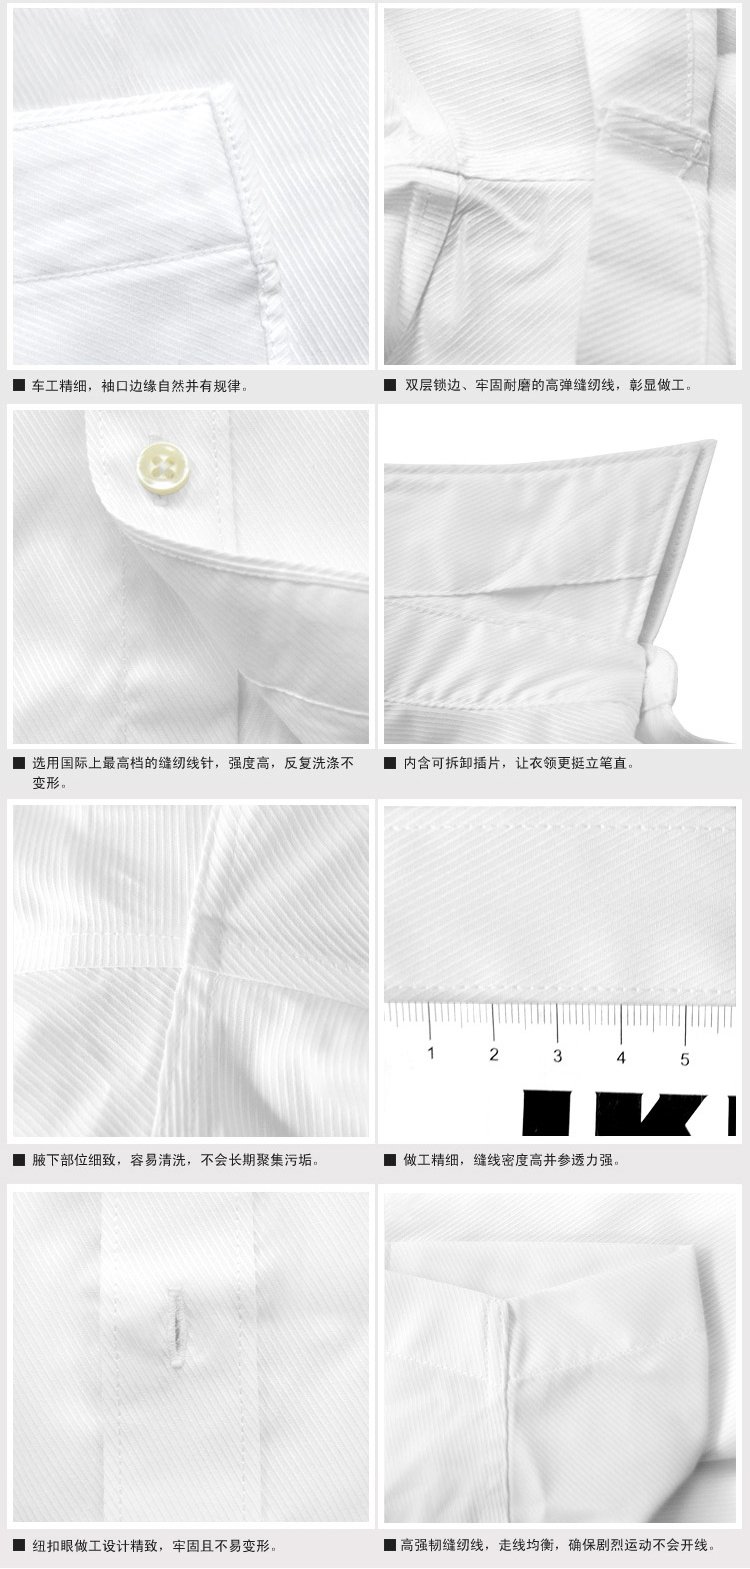 车工精细，袖口边缘自然并有规律。
双层锁边、牢固耐磨的高弹缝纫线，彰显做工。
选用国际上最高档的缝纫线针，强度高，反复洗涤不
变形。
内含可拆卸插片，让衣领更挺立笔直。
1 2 3 4 5
腋下部位细致，容易清洗，不会长期聚集污垢。
做工精细，缝线密度高并参透力强。
纽扣眼做工设计精致，牢固且不易变形。
高强韧缝纫线，走线均衡，确保剧烈运动不会开线。